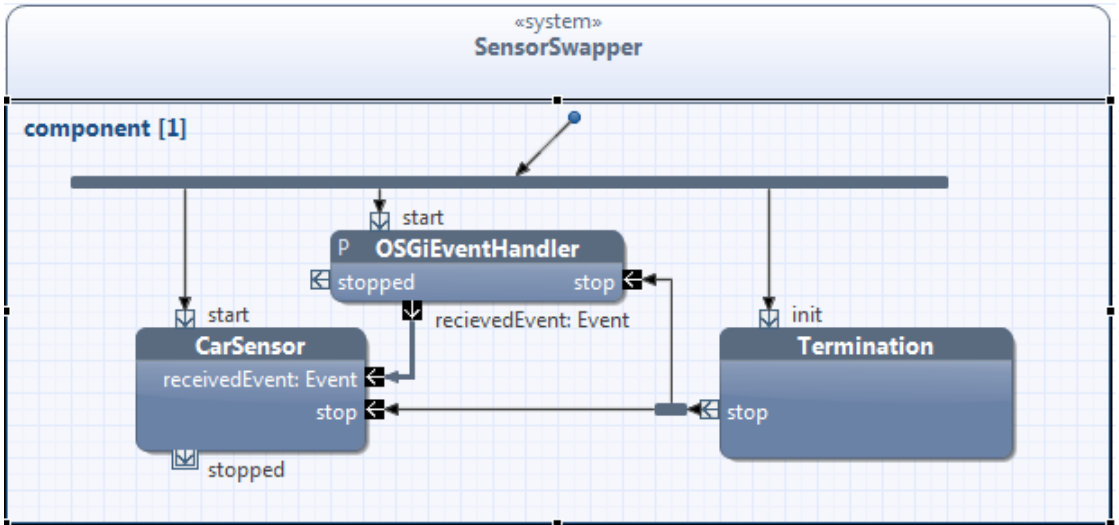 «system»
SensorSwapper
component [1]
start
P OSGiEventHandler
stopped stop
recievedEvent: Event
start
CarSensor
receivedEvent: Event
stop
stopped
init
Termination
stop